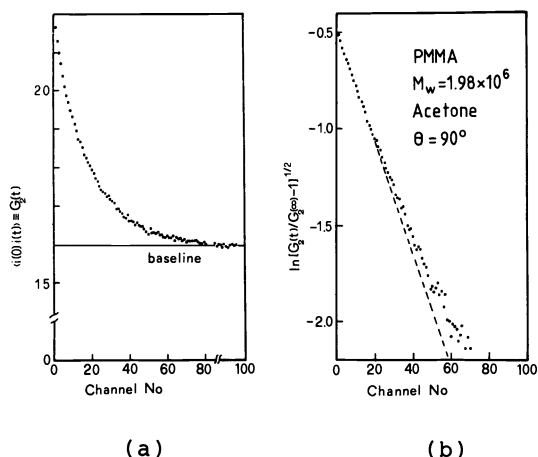 ⟨i(0)i(t)⟩ ≡ G₂(t)
20
15
0
baseline
0 20 40 60 80 100
Channel No
(a)
ln[G₂(t)/G₂(∞)-1]^1/2
-0.5
-1.0
-1.5
-2.0
PMMA
Mw=1.98×10⁶
Acetone
θ = 90°
0 20 40 60 80 100
Channel No
(b)